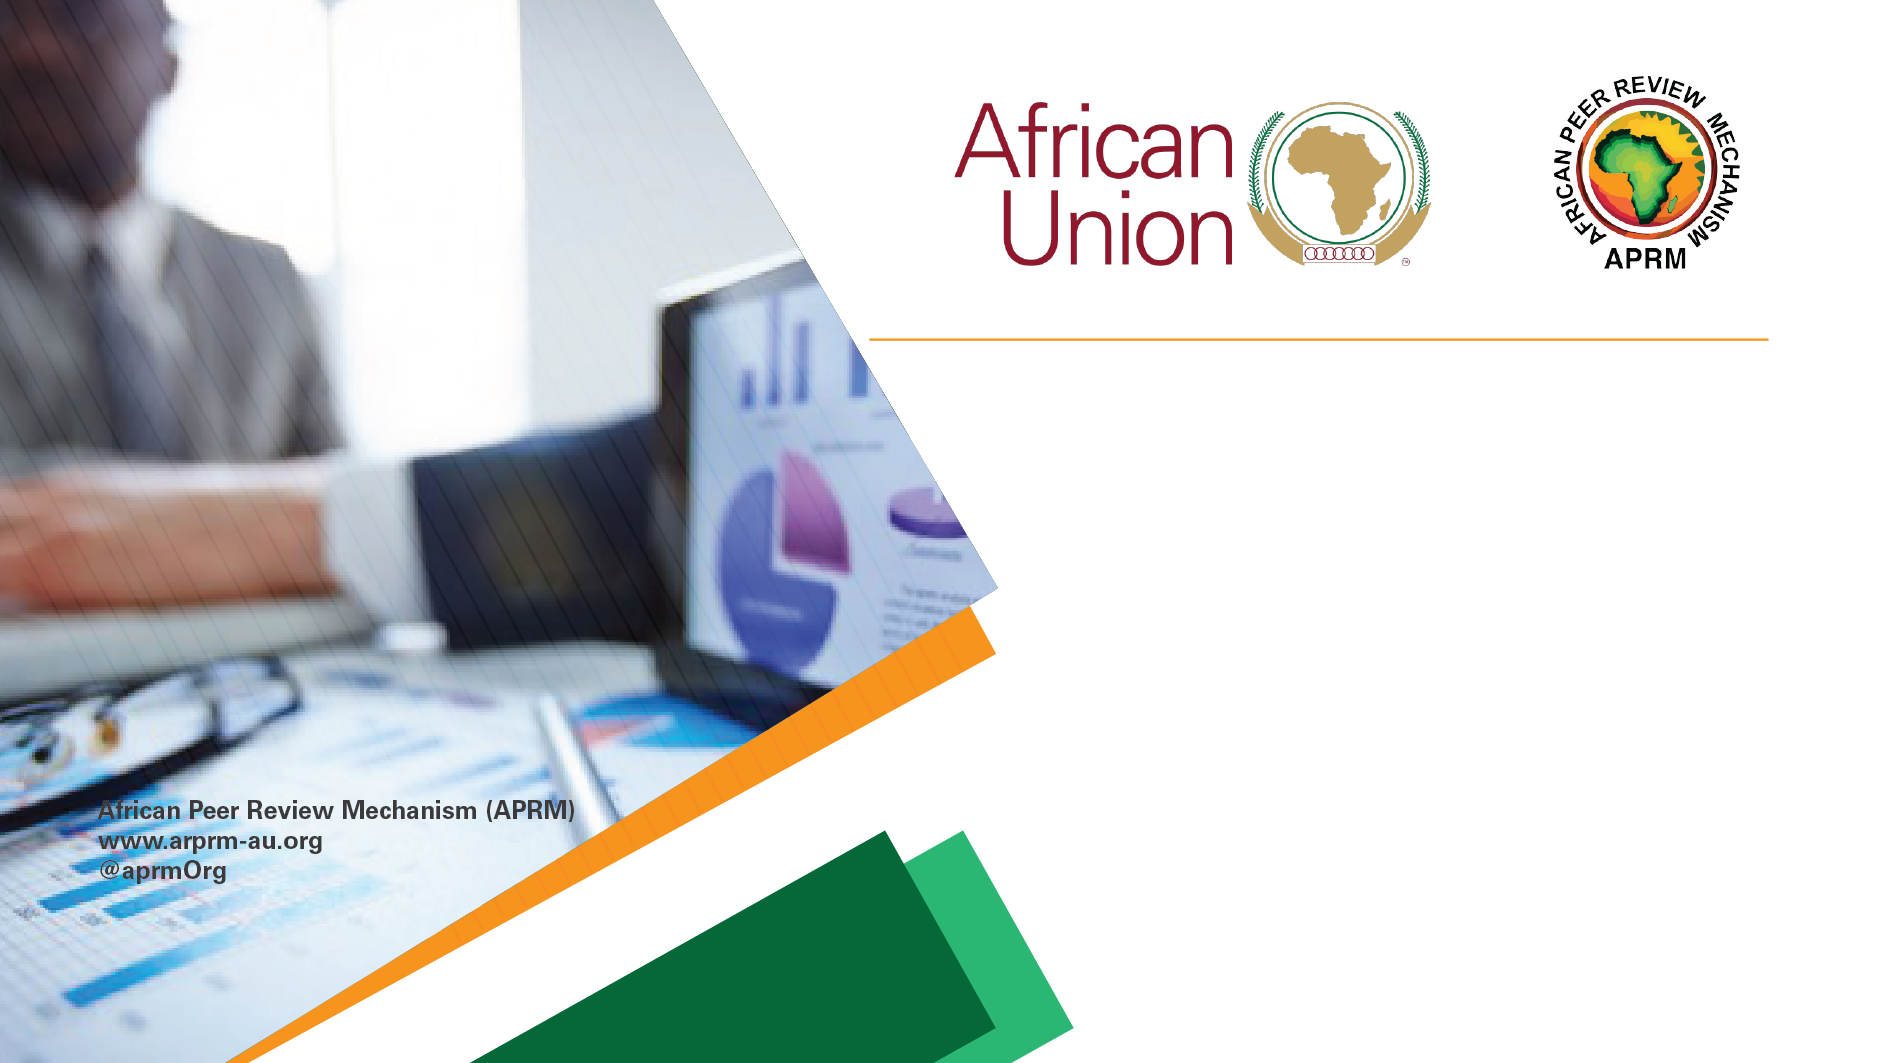 African
Union
AFRICAN PEER REVIEW MECHANISM
APRM
African Peer Review Mechanism (APRM)
www.arprm-au.org
@aprmOrg